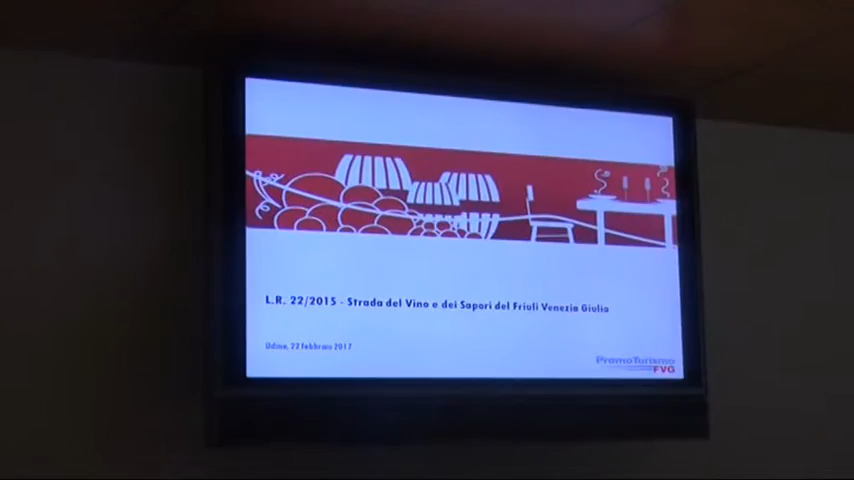 L.R. 22/2015 - Strada del Vino e dei Sapori del Friuli Venezia Giulia
Udine, 22 febbraio 2017
PromoTurismo
FVG